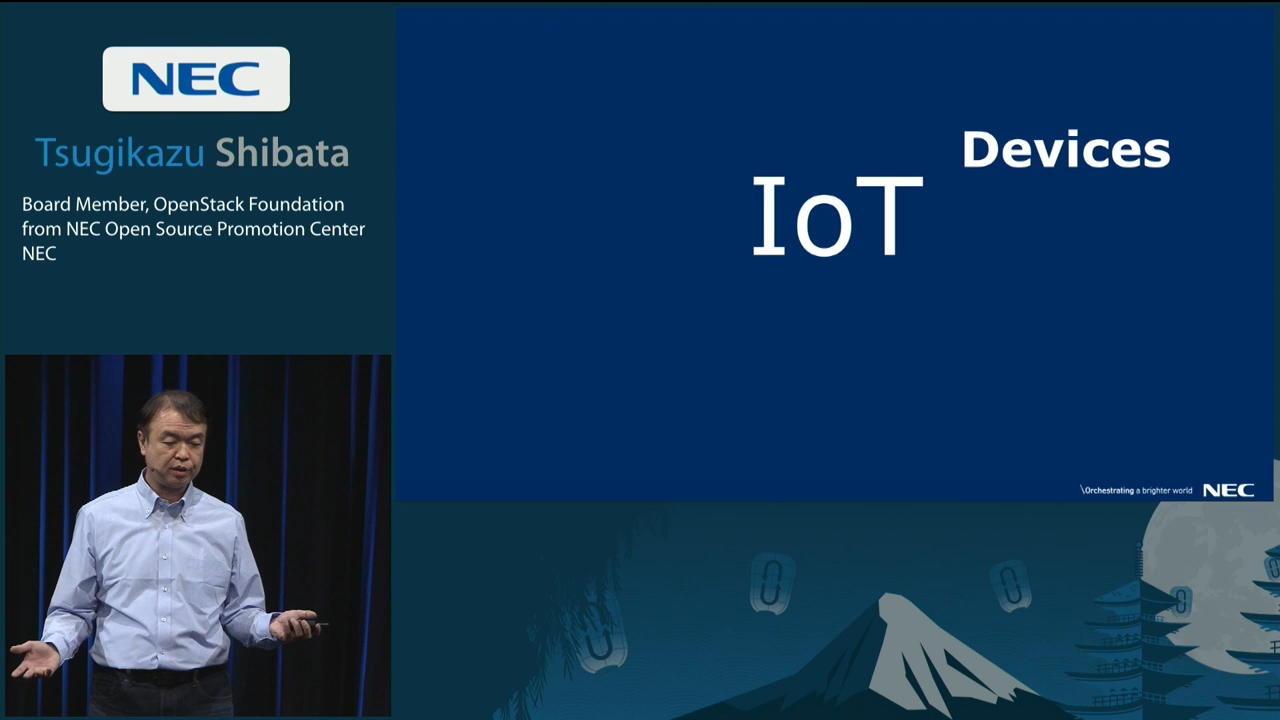 NEC
Tsugikazu Shibata
Board Member, OpenStack Foundation
from NEC Open Source Promotion Center
NEC
Devices
IoT
\Orchestrating a brighter world NEC